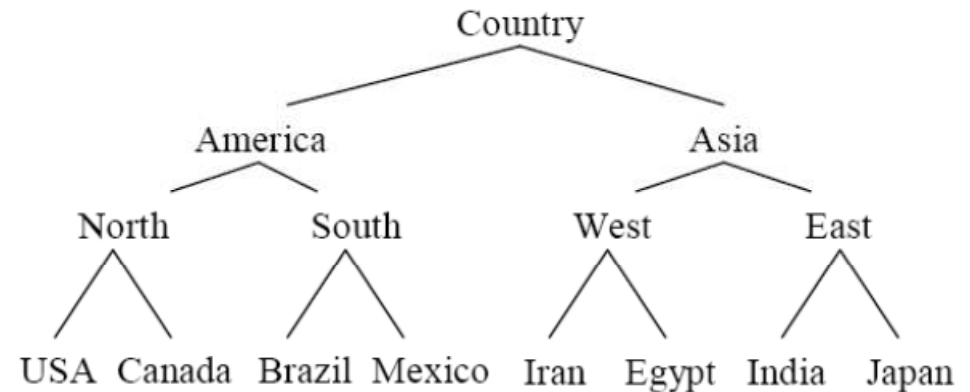 Country
America Asia
North South West East
USA Canada Brazil Mexico Iran Egypt India Japan